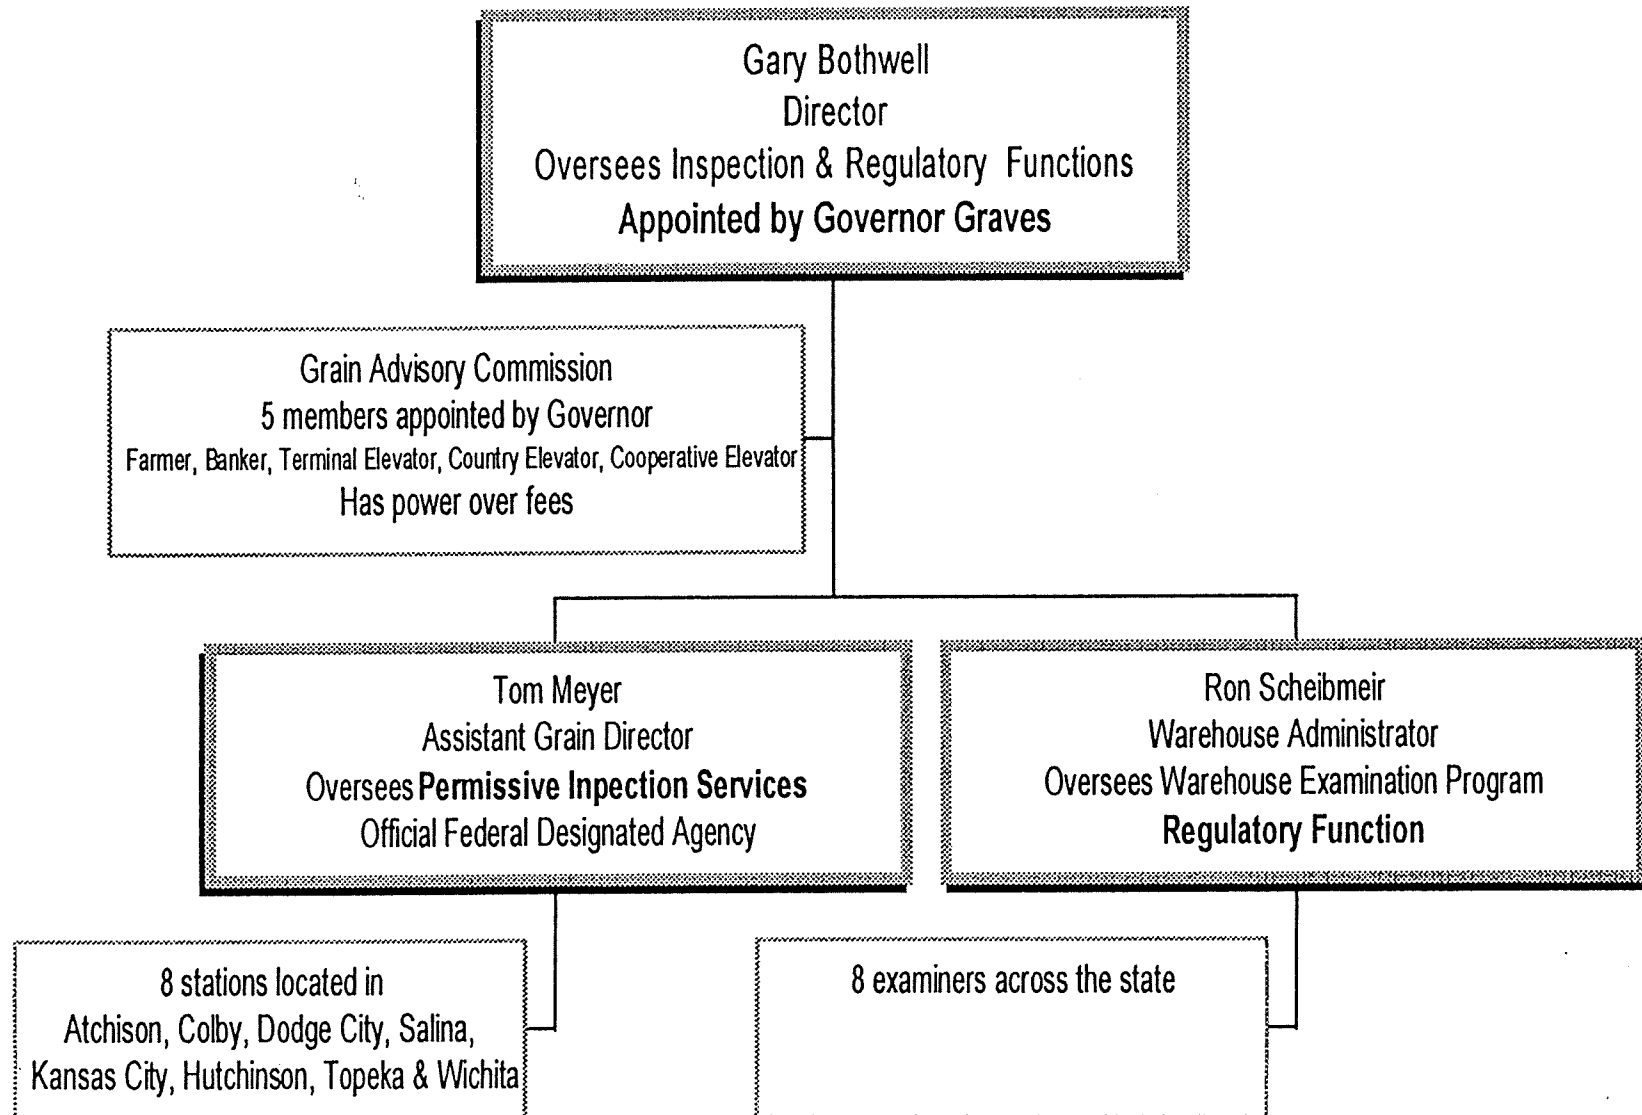 Gary Bothwell
Director
Oversees Inspection & Regulatory Functions
Appointed by Governor Graves
Grain Advisory Commission
5 members appointed by Governor
Farmer, Banker, Terminal Elevator, Country Elevator, Cooperative Elevator
Has power over fees
Tom Meyer
Assistant Grain Director
Oversees Permissive Inpection Services
Official Federal Designated Agency
Ron Scheibmeir
Warehouse Administrator
Oversees Warehouse Examination Program
Regulatory Function
8 stations located in
Atchison, Colby, Dodge City, Salina,
Kansas City, Hutchinson, Topeka & Wichita
8 examiners across the state